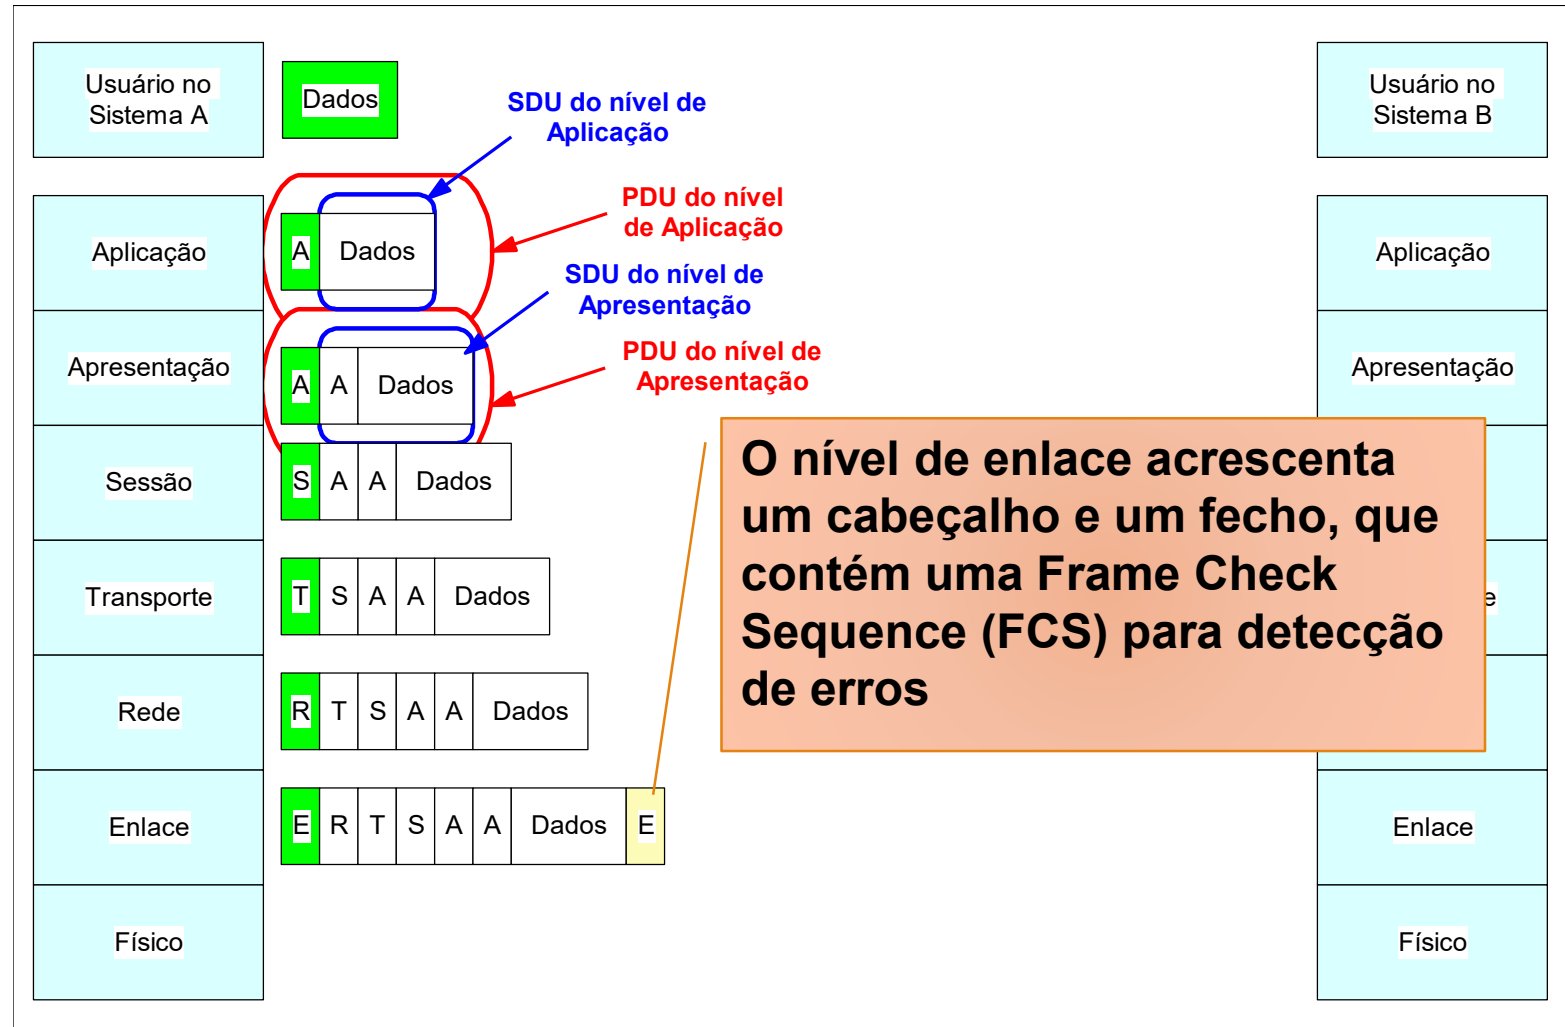 Usuário no
Sistema A
Dados
SDU do nível de
Aplicação
Usuário no
Sistema B
PDU do nível
de Aplicação
Aplicação
A Dados
SDU do nível de
Apresentação
Aplicação
PDU do nível de
Apresentação
Apresentação
A A Dados
Apresentação
O nível de enlace acrescenta
um cabeçalho e um fecho, que
contém uma Frame Check
Sequence (FCS) para detecção
de erros
Sessão
S A A Dados
Transporte
T S A A Dados
e
Rede
R T S A A Dados
Enlace
E R T S A A Dados E
Enlace
Físico
Físico